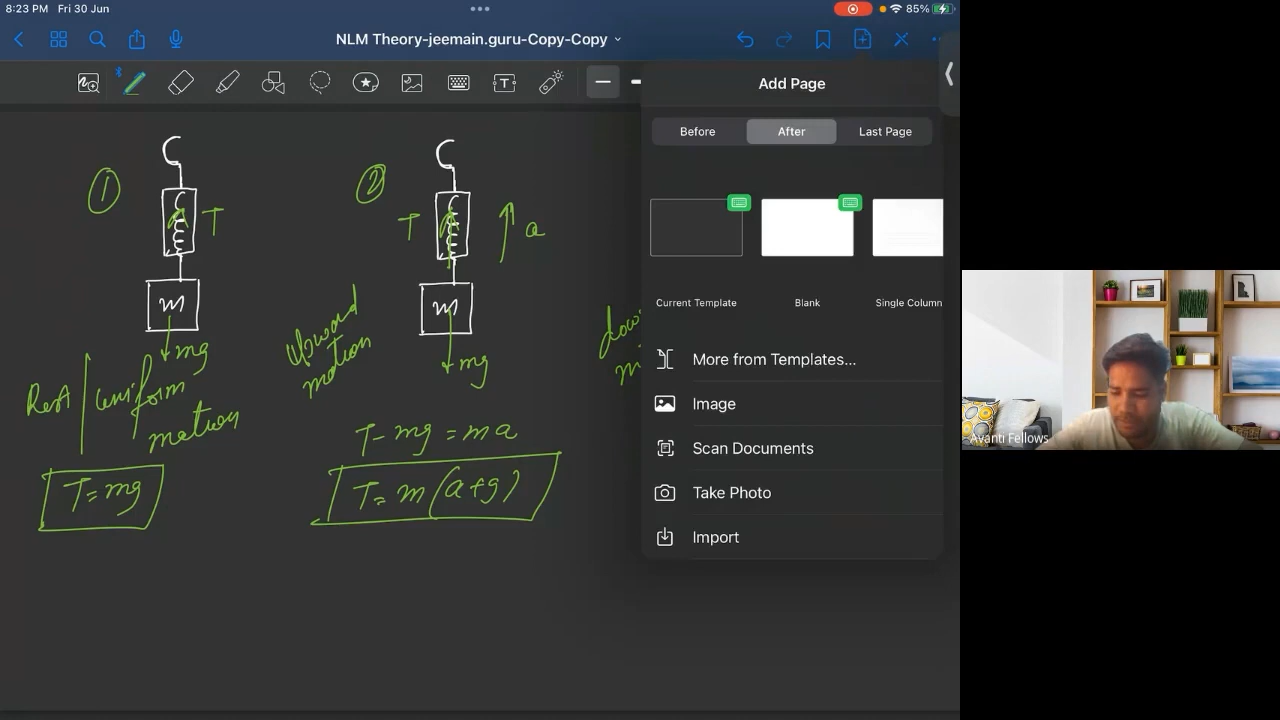 8:23 PM Fri 30 Jun
85%
NLM Theory-jeemain.guru-Copy-Copy
Add Page
Before After Last Page
Current Template Blank Single Column
More from Templates...
Image
Scan Documents
Take Photo
Import
1
T
m
mg
Rest / uniform
motion
T=mg
2
T
a
m
mg
Upward
motion
T-mg=ma
T=m(a+g)
Avanti Fellows